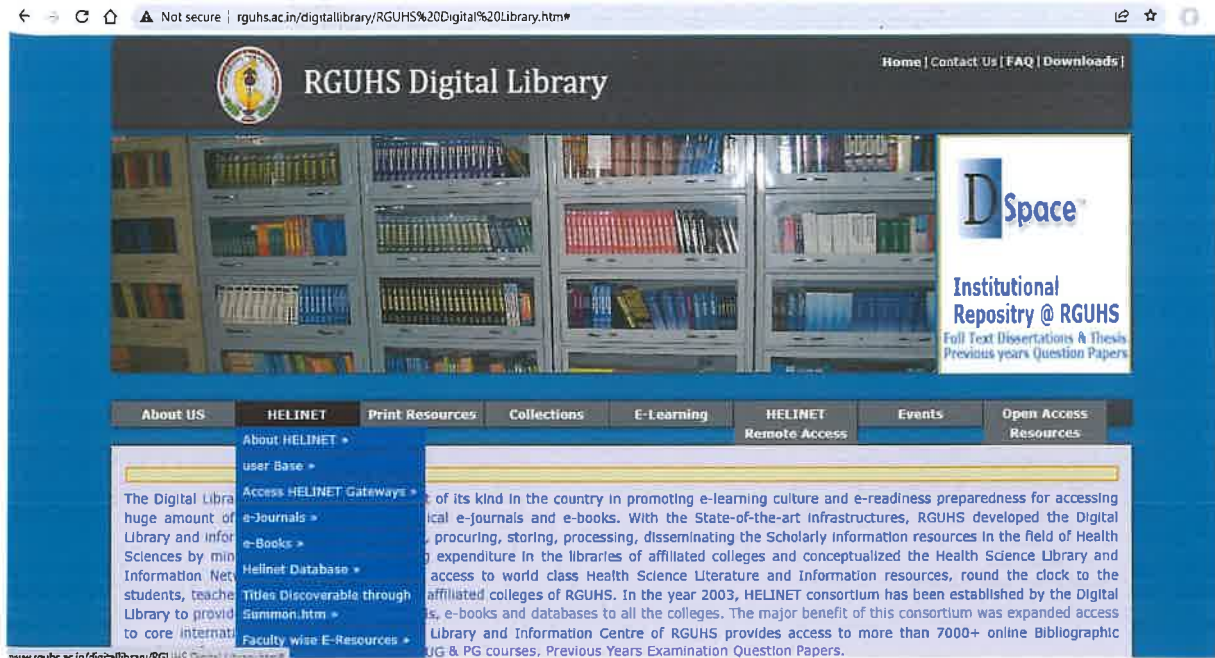 Not secure | rguhs.ac.in/digitallibrary/RGUHS%20Digital%20Library.htm#
RGUHS Digital Library
Home | Contact Us | FAQ | Downloads |
DSpace
Institutional
Repositry @ RGUHS
Full Text Dissertations & Thesis
Previous years Question Papers
About US HELINET Print Resources Collections E-Learning HELINET Remote Access Events Open Access Resources
About HELINET »
user Base »
Access HELINET Gateways »
e-Journals »
e-Books »
Helinet Database »
Titles Discoverable through
Summon.htm »
Faculty wise E-Resources »
The Digital Libra t of its kind in the country in promoting e-learning culture and e-readiness preparedness for accessing
huge amount of ical e-journals and e-books. With the State-of-the-art infrastructures, RGUHS developed the Digital
Library and infor , procuring, storing, processing, disseminating the Scholarly information resources in the field of Health
Sciences by min g expenditure in the libraries of affiliated colleges and conceptualized the Health Science Library and
Information Net access to world class Health Science Literature and Information resources, round the clock to the
students, teache affiliated colleges of RGUHS. In the year 2003, HELINET consortium has been established by the Digital
Library to provid s, e-books and databases to all the colleges. The major benefit of this consortium was expanded access
to core internati Library and Information Centre of RGUHS provides access to more than 7000+ online Bibliographic
UG & PG courses, Previous Years Examination Question Papers.